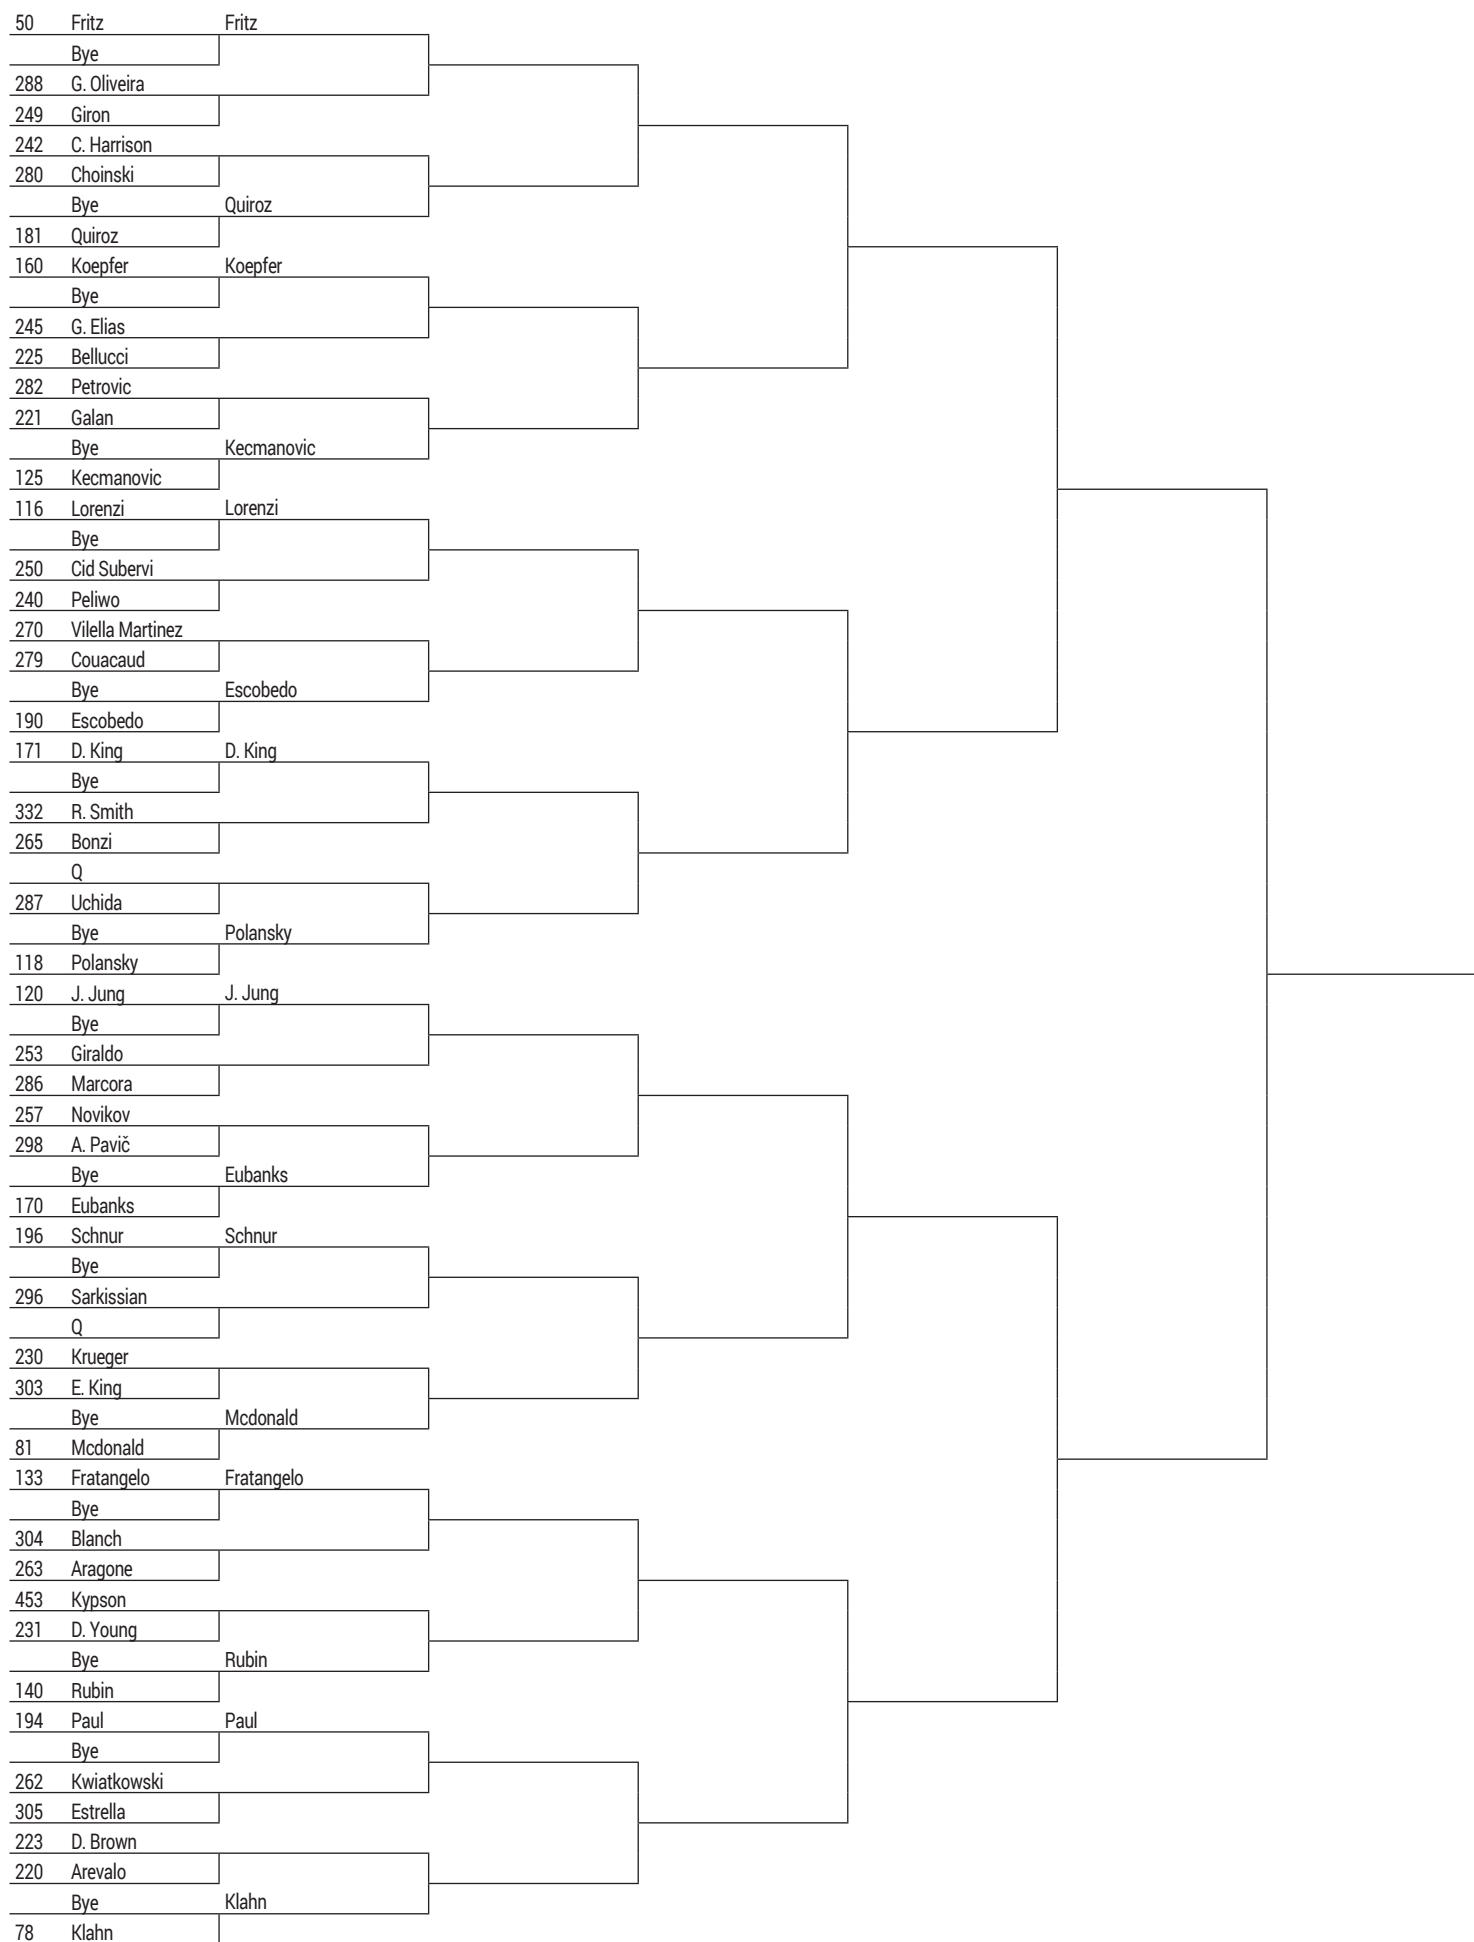 50 Fritz Fritz
Bye
288 G. Oliveira
249 Giron
242 C. Harrison
280 Choinski
Bye Quiroz
181 Quiroz
160 Koepfer Koepfer
Bye
245 G. Elias
225 Bellucci
282 Petrovic
221 Galan
Bye Kecmanovic
125 Kecmanovic
116 Lorenzi Lorenzi
Bye
250 Cid Subervi
240 Peliwo
270 Vilella Martinez
279 Couacaud
Bye Escobedo
190 Escobedo
171 D. King D. King
Bye
332 R. Smith
265 Bonzi
Q
287 Uchida
Bye Polansky
118 Polansky
120 J. Jung J. Jung
Bye
253 Giraldo
286 Marcora
257 Novikov
298 A. Pavič
Bye Eubanks
170 Eubanks
196 Schnur Schnur
Bye
296 Sarkissian
Q
230 Krueger
303 E. King
Bye Mcdonald
81 Mcdonald
133 Fratangelo Fratangelo
Bye
304 Blanch
263 Aragone
453 Kypson
231 D. Young
Bye Rubin
140 Rubin
194 Paul Paul
Bye
262 Kwiatkowski
305 Estrella
223 D. Brown
220 Arevalo
Bye Klahn
78 Klahn